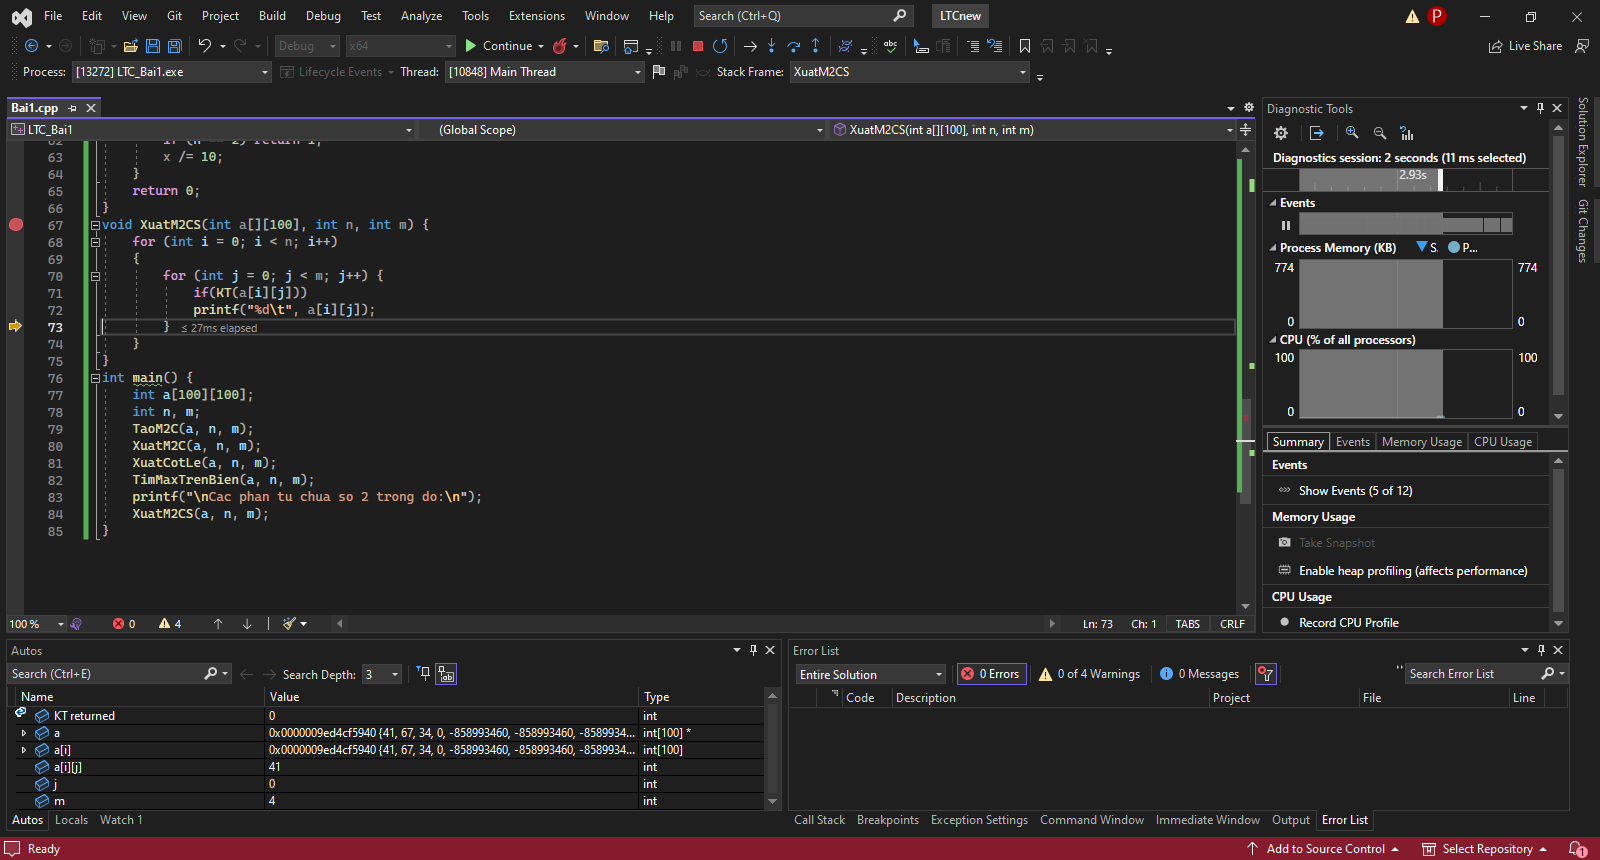 File Edit View Git Project Build Debug Test Analyze Tools Extensions Window Help Search (Ctrl+Q) LTCnew P
Debug x64 Continue Live Share
Process: [13272] LTC_Bai1.exe Lifecycle Events Thread: [10848] Main Thread Stack Frame: XuatM2CS
Bai1.cpp
LTC_Bai1 (Global Scope) XuatM2CS(int a[][100], int n, int m)
63 x /= 10;
64 }
65 return 0;
66 }
67 void XuatM2CS(int a[][100], int n, int m) {
68 for (int i = 0; i < n; i++)
69 {
70 for (int j = 0; j < m; j++) {
71 if(KT(a[i][j]))
72 printf("%d\t", a[i][j]);
73 } ≤ 27ms elapsed
74 }
75 }
76 int main() {
77 int a[100][100];
78 int n, m;
79 TaoM2C(a, n, m);
80 XuatM2C(a, n, m);
81 XuatCotLe(a, n, m);
82 TimMaxTrenBien(a, n, m);
83 printf("\nCac phan tu chua so 2 trong do:\n");
84 XuatM2CS(a, n, m);
85 }
100 % 0 4 Ln: 73 Ch: 1 TABS CRLF
Diagnostic Tools
Diagnostics session: 2 seconds (11 ms selected)
2.93s
Events
Process Memory (KB) S. P...
774 774
0 0
CPU (% of all processors)
100 100
0 0
Summary Events Memory Usage CPU Usage
Events
Show Events (5 of 12)
Memory Usage
Take Snapshot
Enable heap profiling (affects performance)
CPU Usage
Record CPU Profile
Solution Explorer
Git Changes
Autos
Search (Ctrl+E) Search Depth: 3
Name Value Type
KT returned 0 int
a 0x0000009ed4cf5940 {41, 67, 34, 0, -858993460, -858993460, -8589934... int[100] *
a[i] 0x0000009ed4cf5940 {41, 67, 34, 0, -858993460, -858993460, -8589934... int[100]
a[i][j] 41 int
j 0 int
m 4 int
Autos Locals Watch 1
Error List
Entire Solution 0 Errors 0 of 4 Warnings 0 Messages Search Error List
Code Description Project File Line
Call Stack Breakpoints Exception Settings Command Window Immediate Window Output Error List
Ready Add to Source Control Select Repository 1